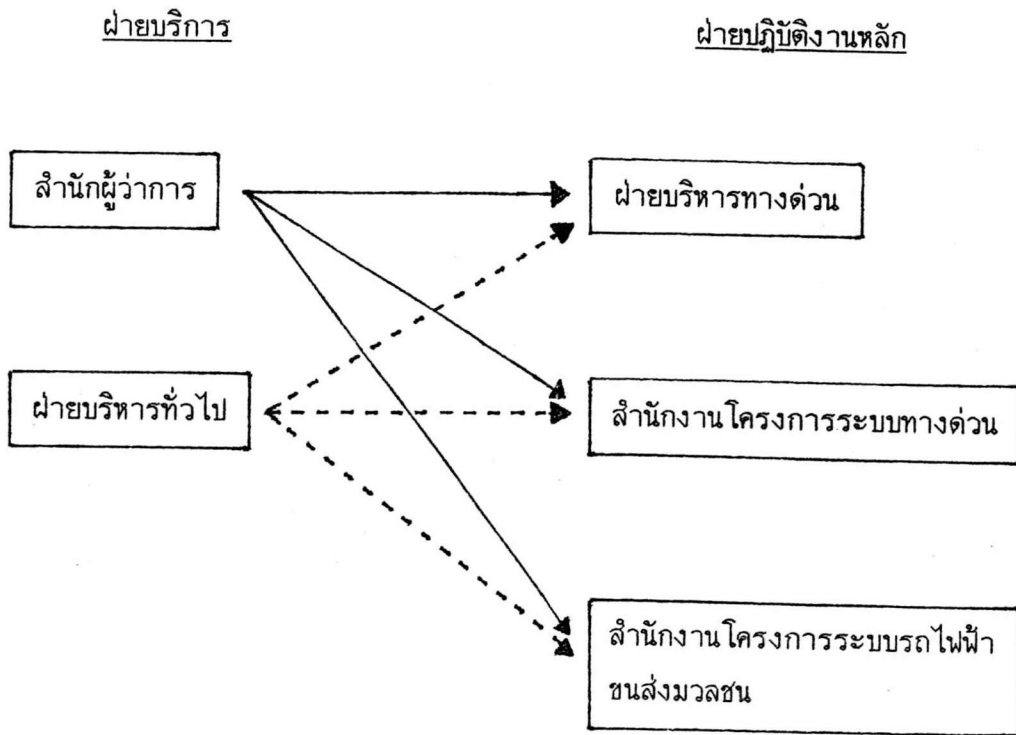 ฝ่ายบริการ
ฝ่ายปฏิบัติงานหลัก
สำนักผู้ว่าการ
ฝ่ายบริหารทางด่วน
ฝ่ายบริหารทั่วไป
สำนักงานโครงการระบบทางด่วน
สำนักงานโครงการระบบรถไฟฟ้า
ขนส่งมวลชน